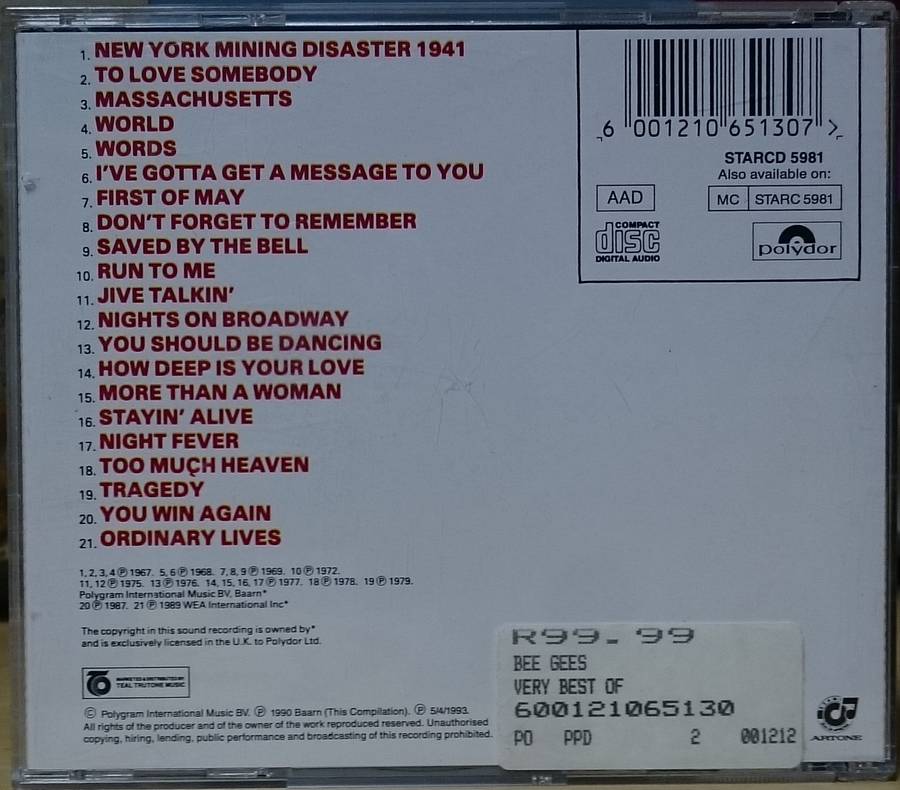 1. NEW YORK MINING DISASTER 1941
2. TO LOVE SOMEBODY
3. MASSACHUSETTS
4. WORLD
5. WORDS
6. I'VE GOTTA GET A MESSAGE TO YOU
7. FIRST OF MAY
8. DON'T FORGET TO REMEMBER
9. SAVED BY THE BELL
10. RUN TO ME
11. JIVE TALKIN'
12. NIGHTS ON BROADWAY
13. YOU SHOULD BE DANCING
14. HOW DEEP IS YOUR LOVE
15. MORE THAN A WOMAN
16. STAYIN' ALIVE
17. NIGHT FEVER
18. TOO MUCH HEAVEN
19. TRAGEDY
20. YOU WIN AGAIN
21. ORDINARY LIVES
6 001210 651307 >
STARCD 5981
Also available on:
AAD
MC STARC 5981
COMPACT
disc
DIGITAL AUDIO
polydor
1, 2, 3, 4 ℗ 1967. 5, 6 ℗ 1968. 7, 8, 9 ℗ 1969. 10 ℗ 1972.
11, 12 ℗ 1975. 13 ℗ 1976. 14, 15, 16, 17 ℗ 1977. 18 ℗ 1978. 19 ℗ 1979.
Polygram International Music BV, Baarn*
20 ℗ 1987. 21 ℗ 1989 WEA International Inc*
The copyright in this sound recording is owned by*
and is exclusively licensed in the U.K. to Polydor Ltd.
MARKETED & DISTRIBUTED BY
TEAL TRUTONE MUSIC
© Polygram International Music BV. ℗ 1990 Baarn (This Compilation). ℗ 5/4/1993.
All rights of the producer and of the owner of the work reproduced reserved. Unauthorised
copying, hiring, lending, public performance and broadcasting of this recording prohibited.
R99.99
BEE GEES
VERY BEST OF
600121065130
PO PPD 2 001212
ARTONE